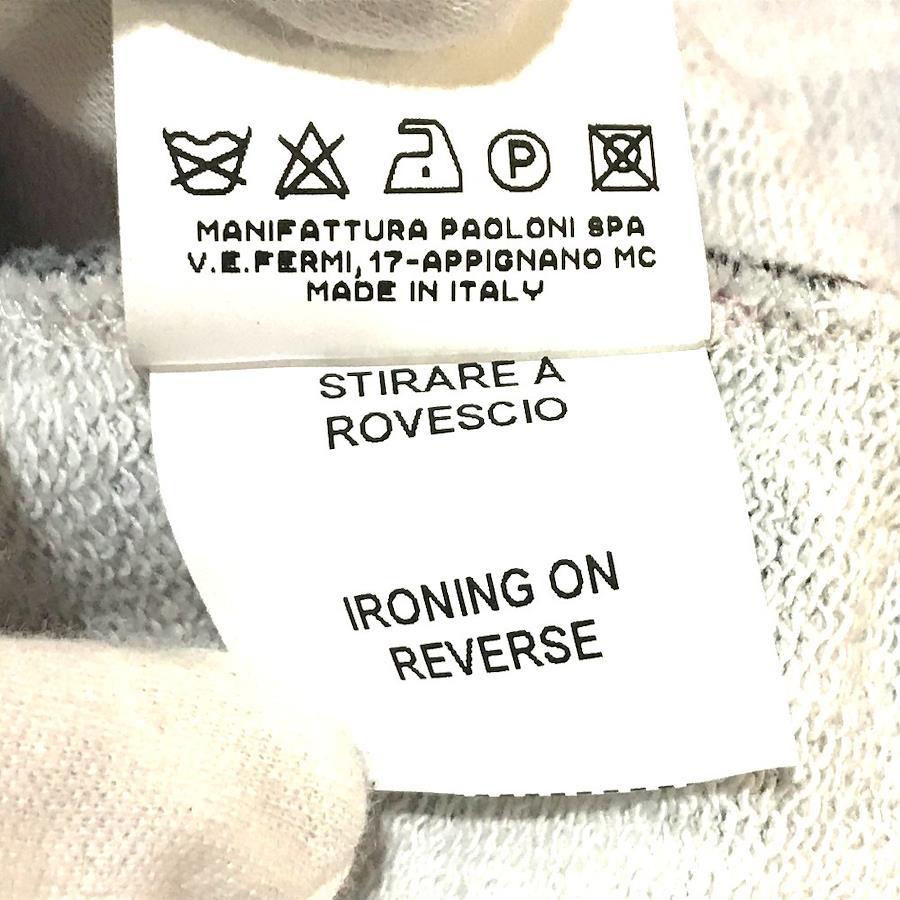 P
MANIFATTURA PAOLONI SPA
V.E.FERMI, 17-APPIGNANO MC
MADE IN ITALY
STIRARE A
ROVESCIO
IRONING ON
REVERSE